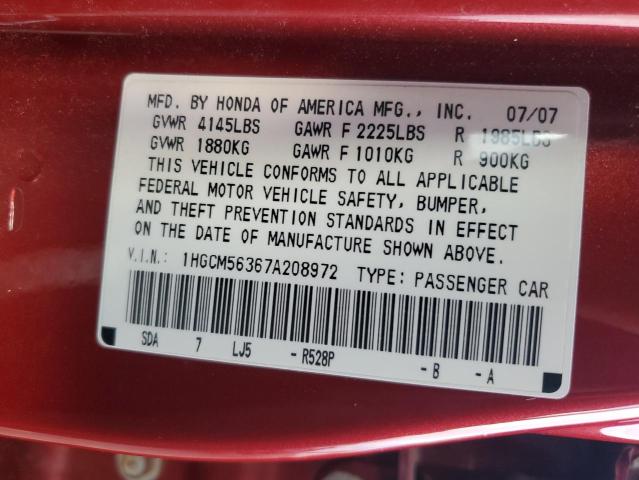 MFD. BY HONDA OF AMERICA MFG., INC. 07/07
GVWR 4145LBS GAWR F 2225LBS R 1985LBS
GVWR 1880KG GAWR F 1010KG R 900KG
THIS VEHICLE CONFORMS TO ALL APPLICABLE
FEDERAL MOTOR VEHICLE SAFETY, BUMPER,
AND THEFT PREVENTION STANDARDS IN EFFECT
ON THE DATE OF MANUFACTURE SHOWN ABOVE.
V.I.N.: 1HGCM56367A208972 TYPE: PASSENGER CAR
SDA 7 LJ5 - R528P - B - A